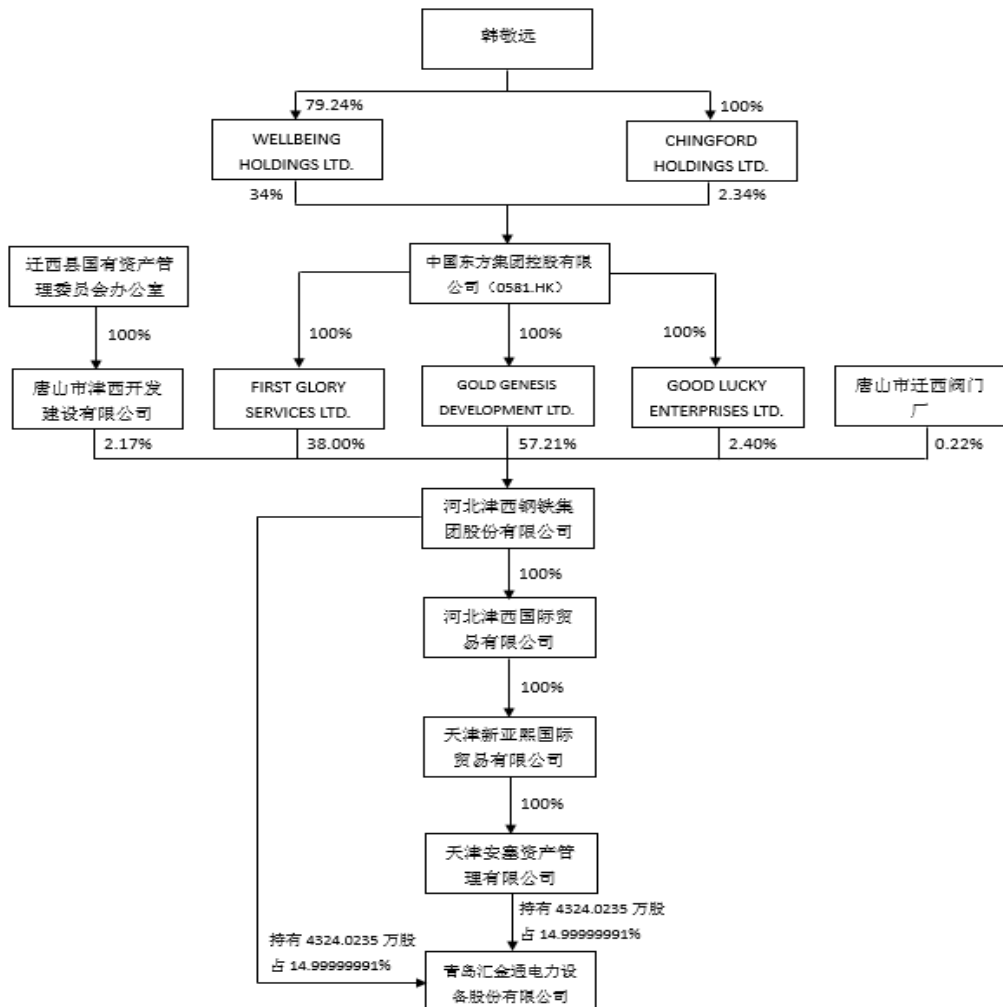 韩敬远
79.24%
100%
WELLBEING
HOLDINGS LTD.
CHINGFORD
HOLDINGS LTD.
34%
2.34%
迁西县国有资产管
理委员会办公室
中国东方集团控股有限
公司（0581.HK）
100%
100%
100%
100%
唐山市津西开发
建设有限公司
FIRST GLORY
SERVICES LTD.
GOLD GENESIS
DEVELOPMENT LTD.
GOOD LUCKY
ENTERPRISES LTD.
唐山市迁西阀门
厂
2.17%
38.00%
57.21%
2.40%
0.22%
河北津西钢铁集
团股份有限公司
100%
河北津西国际贸
易有限公司
100%
天津新亚熙国际
贸易有限公司
100%
天津安塞资产管
理有限公司
持有 4324.0235 万股
占 14.99999991%
持有 4324.0235 万股
占 14.99999991%
青岛汇金通电力设
备股份有限公司